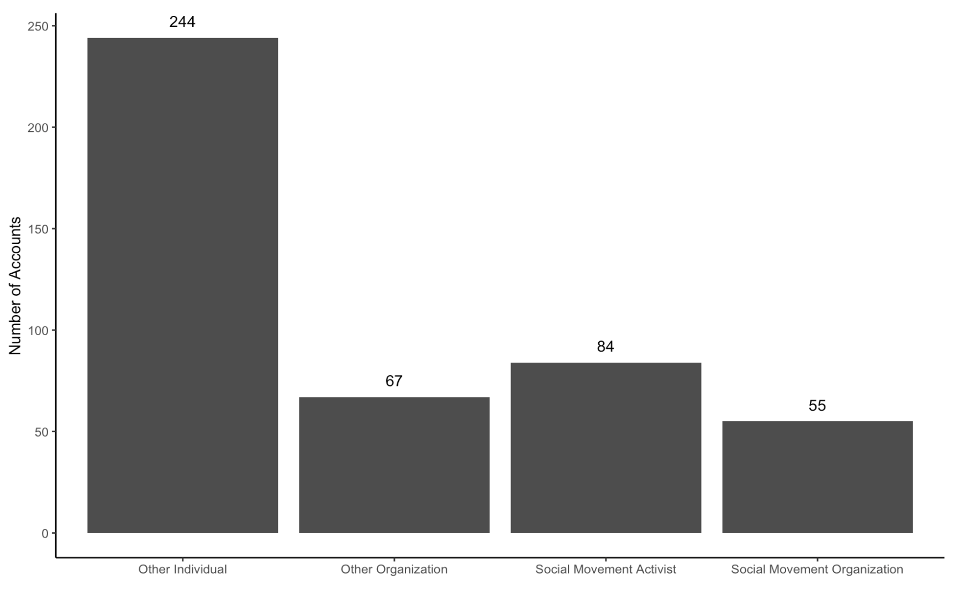 Number of Accounts
250
200
150
100
50
0
244
67
84
55
Other Individual
Other Organization
Social Movement Activist
Social Movement Organization